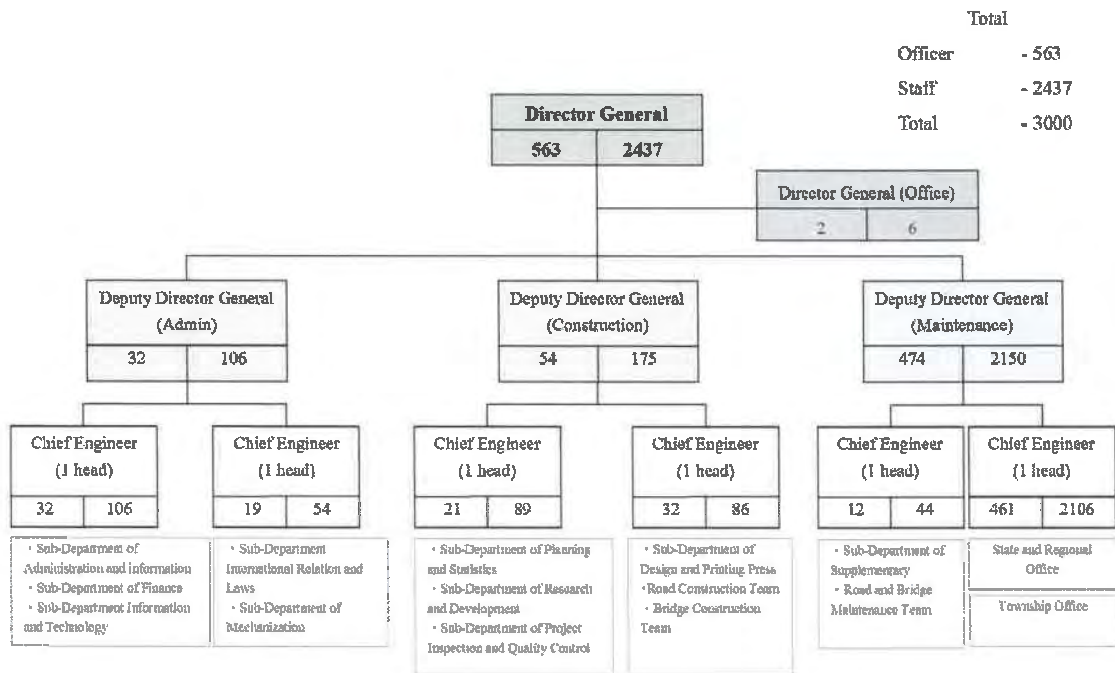 Total
Officer - 563
Staff - 2437
Total - 3000
Director General
563 2437
Director General (Office)
2 6
Deputy Director General
(Admin)
32 106
Deputy Director General
(Construction)
54 175
Deputy Director General
(Maintenance)
474 2150
Chief Engineer
(1 head)
32 106
Chief Engineer
(1 head)
19 54
Chief Engineer
(1 head)
21 89
Chief Engineer
(1 head)
32 86
Chief Engineer
(1 head)
12 44
Chief Engineer
(1 head)
461 2106
• Sub-Department of
Administration and information
• Sub-Department of Finance
• Sub-Department Information
and Technology
• Sub-Department
International Relation and
Laws
• Sub-Department of
Mechanization
• Sub-Department of Planning
and Statistics
• Sub-Department of Research
and Development
• Sub-Department of Project
Inspection and Quality Control
• Sub-Department of
Design and Printing Press
•Road Construction Team
• Bridge Construction
Team
• Sub-Department of
Supplementary
• Road and Bridge
Maintenance Team
State and Regional
Office
Township Office